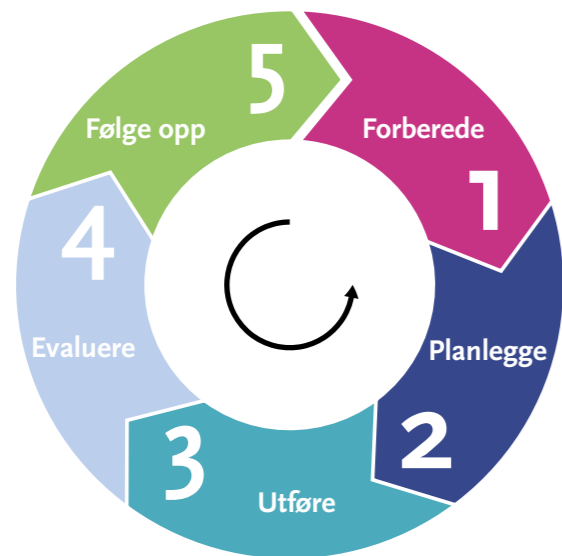 Forberede
1
Planlegge
2
Utføre
3
Evaluere
4
Følge opp
5